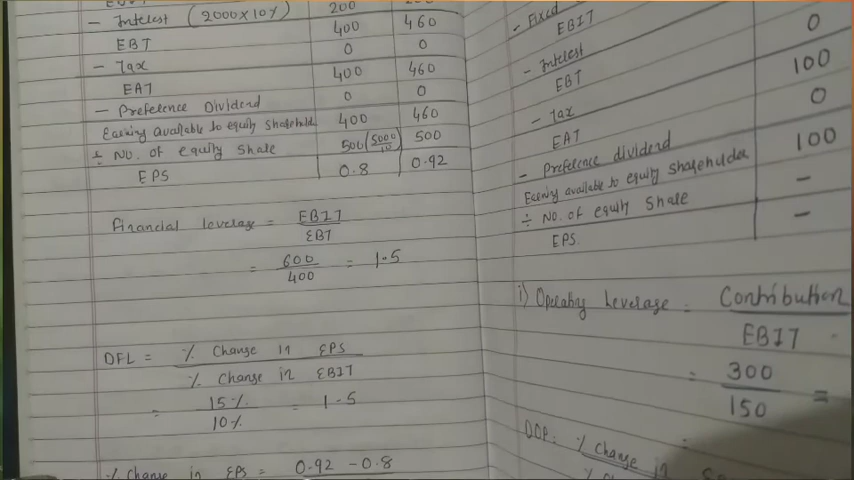 - Interest (2000×10%) 200
EBT 400 460
- Tax 0 0
EAT 400 460
- Preference Dividend 0 0
Earning available to equity Shareholder 400 460
÷ No. of equity Share 500 (5000/10) 500
EPS 0.8 0.92
Financial leverage = EBIT / EBT
= 600 / 400 = 1.5
DFL = % Change in EPS / % Change in EBIT
= 15% / 10% = 1.5
% Change in EPS = 0.92 - 0.8
- Fixed
EBIT
- Interest 0
EBT 100
- Tax 0
EAT 100
- Preference dividend -
Earning available to equity Shareholder -
÷ No. of equity Share
EPS
i) Operating leverage = Contribution / EBIT
= 300 / 150 =
DOP: % Change in